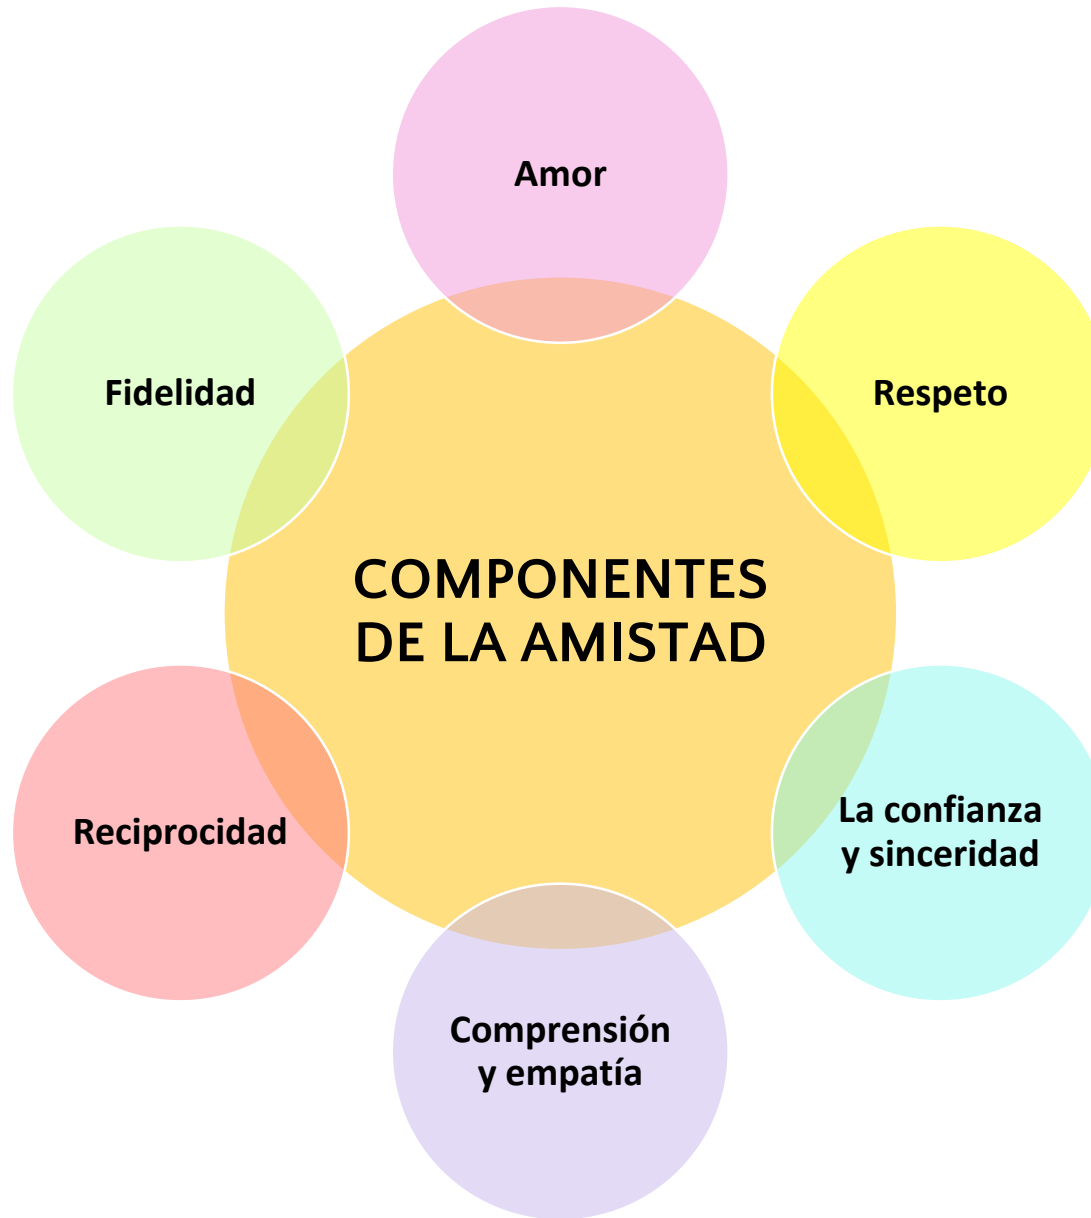 Amor
Fidelidad
Respeto
COMPONENTES
DE LA AMISTAD
Reciprocidad
La confianza
y sinceridad
Comprensión
y empatía